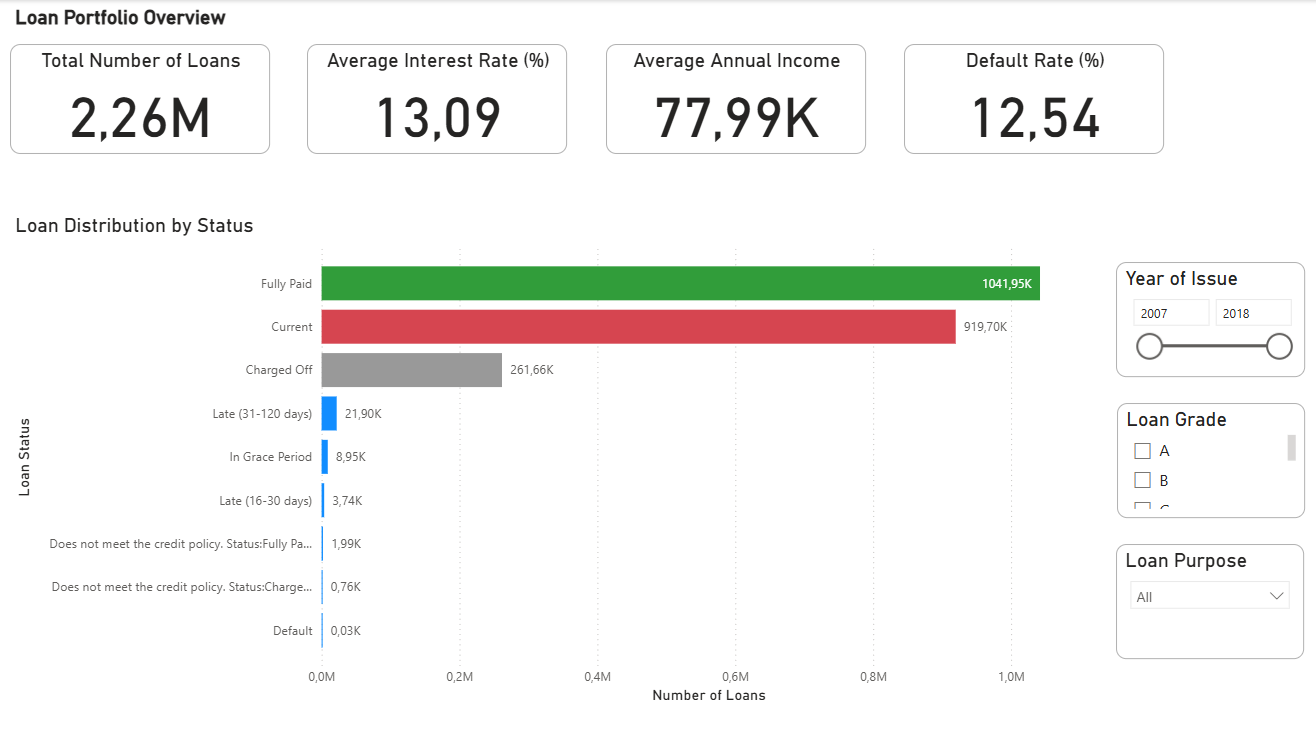 Loan Portfolio Overview
Total Number of Loans
2,26M
Average Interest Rate (%)
13,09
Average Annual Income
77,99K
Default Rate (%)
12,54
Loan Distribution by Status
Loan Status
Fully Paid
1041,95K
Current
919,70K
Charged Off
261,66K
Late (31-120 days)
21,90K
In Grace Period
8,95K
Late (16-30 days)
3,74K
Does not meet the credit policy. Status:Fully Pa...
1,99K
Does not meet the credit policy. Status:Charge...
0,76K
Default
0,03K
0,0M
0,2M
0,4M
0,6M
0,8M
1,0M
Number of Loans
Year of Issue
2007
2018
Loan Grade
A
B
Loan Purpose
All